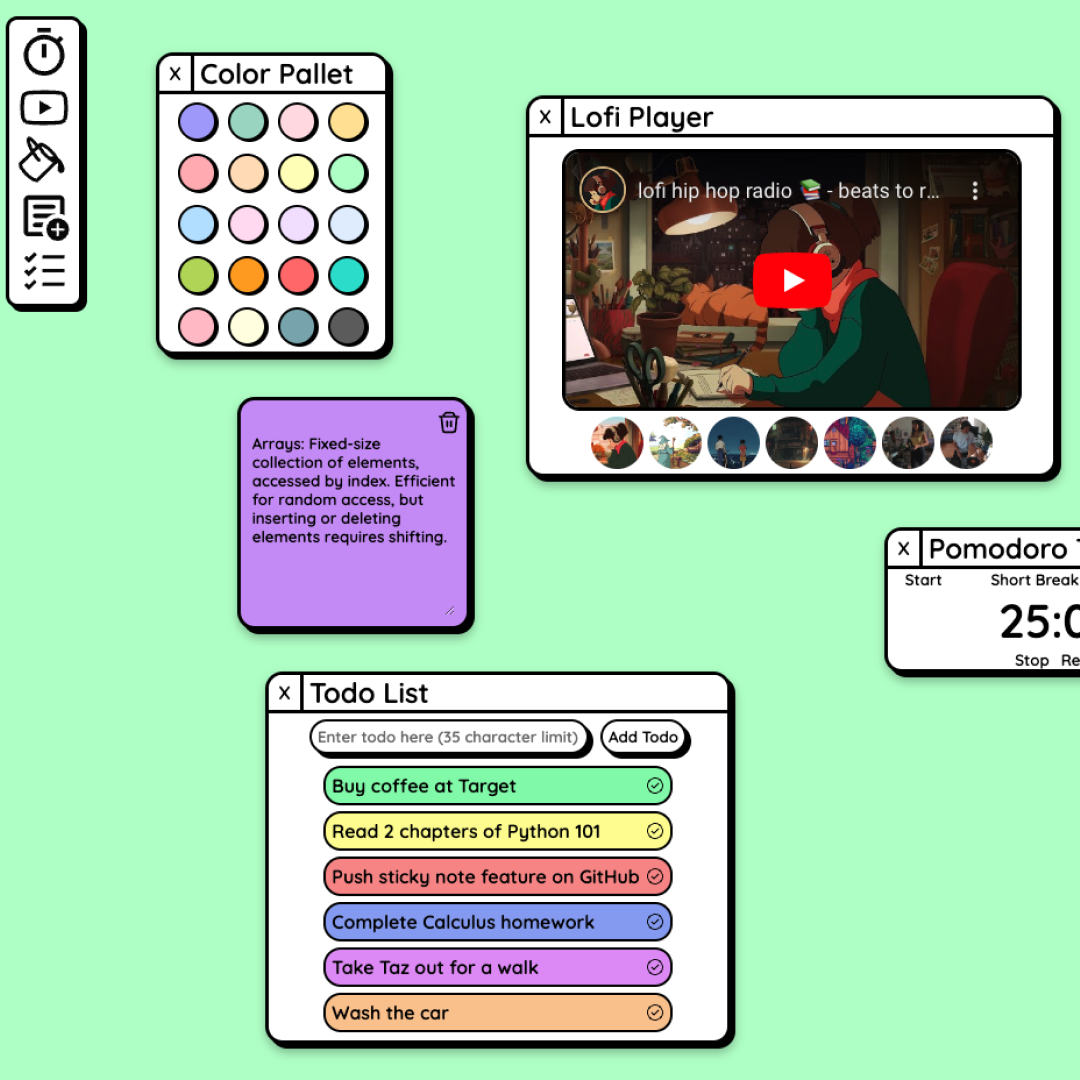 X Color Pallet
X Lofi Player
lofi hip hop radio 📚 - beats to r...
Arrays: Fixed-size
collection of elements,
accessed by index. Efficient
for random access, but
inserting or deleting
elements requires shifting.
X Pomodoro
Start Short Break
25:0
Stop Re
X Todo List
Enter todo here (35 character limit) Add Todo
Buy coffee at Target
Read 2 chapters of Python 101
Push sticky note feature on GitHub
Complete Calculus homework
Take Taz out for a walk
Wash the car